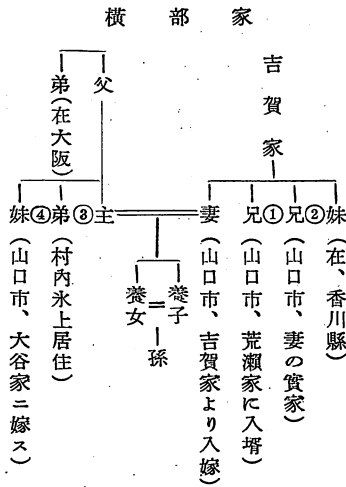 橫部家
吉賀家
父
弟(在大阪)
妹(在、香川縣)
②
兄(山口市、妻の實家)
①
兄(山口市、荒瀬家に入壻)
妻(山口市、吉賀家より入嫁)
主
③
弟(村内氷上居住)
④
妹(山口市、大谷家ニ嫁ス)
養子
養女
孫